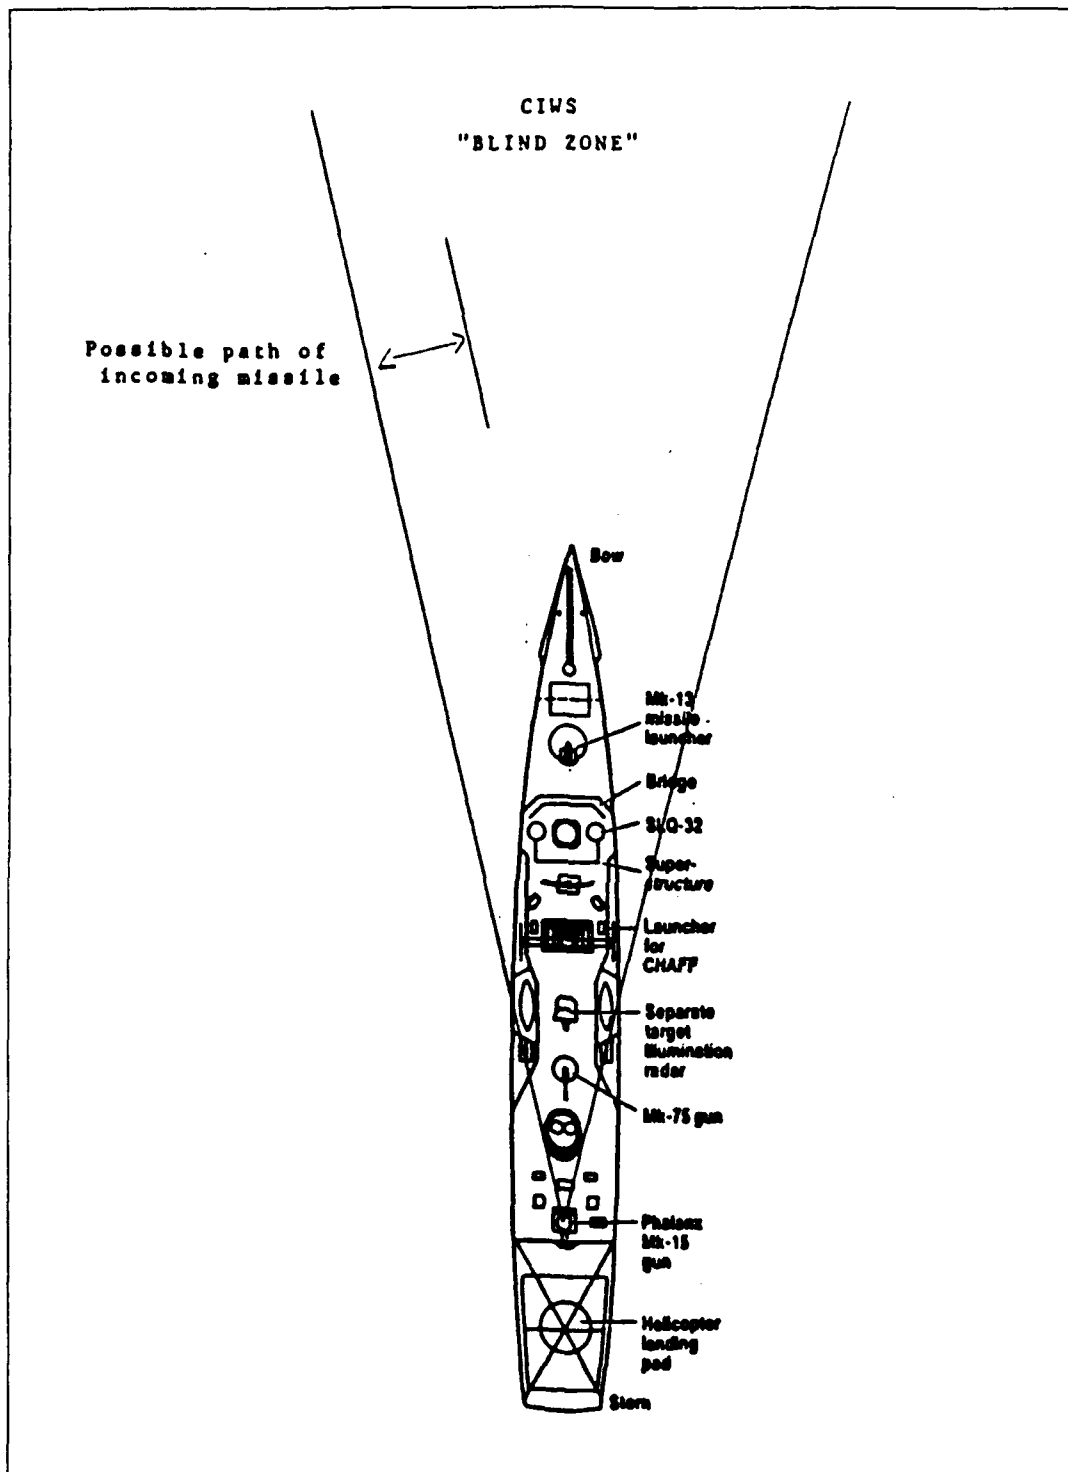 CIWS
"BLIND ZONE"
Possible path of
incoming missile
Bow
Mk-13
missile
launcher
Bridge
SLQ-32
Super-
structure
Launcher
for
CHAFF
Separate
target
illumination
radar
Mk-75 gun
Phalanx
Mk-15
gun
Helicopter
landing
pad
Stern